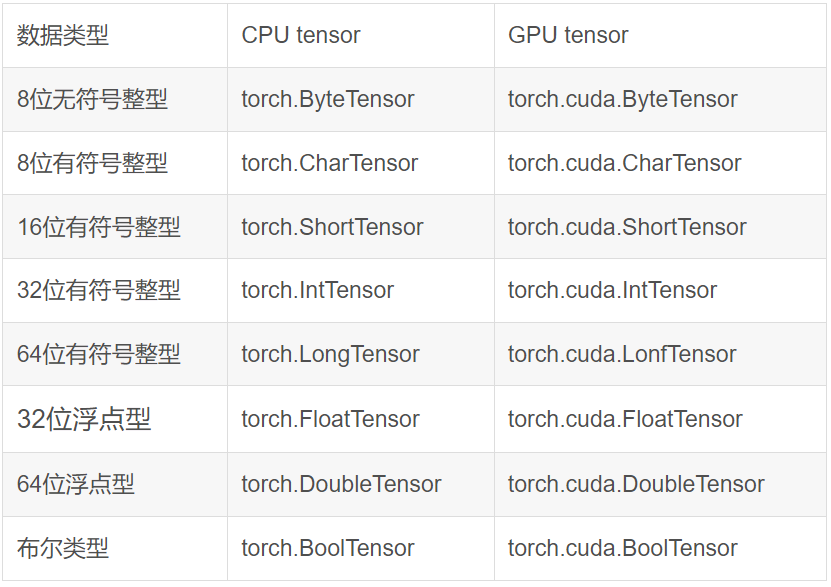 数据类型 CPU tensor GPU tensor
8位无符号整型 torch.ByteTensor torch.cuda.ByteTensor
8位有符号整型 torch.CharTensor torch.cuda.CharTensor
16位有符号整型 torch.ShortTensor torch.cuda.ShortTensor
32位有符号整型 torch.IntTensor torch.cuda.IntTensor
64位有符号整型 torch.LongTensor torch.cuda.LonfTensor
32位浮点型 torch.FloatTensor torch.cuda.FloatTensor
64位浮点型 torch.DoubleTensor torch.cuda.DoubleTensor
布尔类型 torch.BoolTensor torch.cuda.BoolTensor